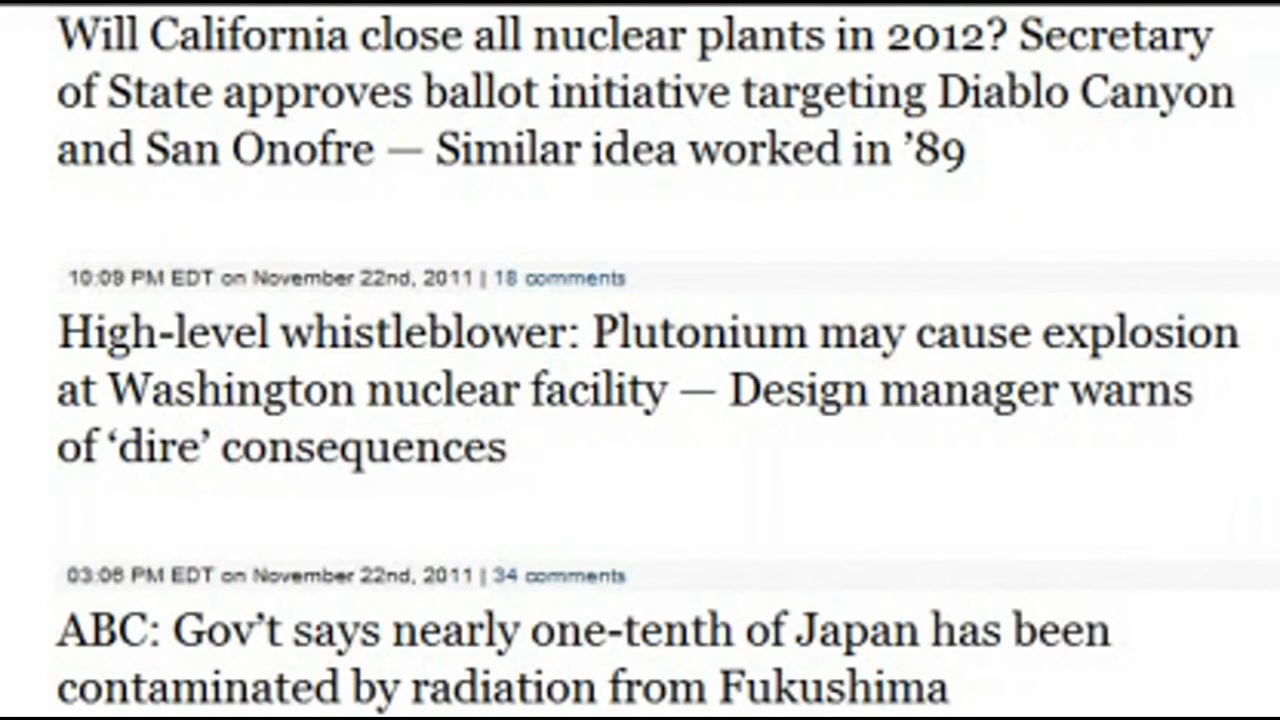 Will California close all nuclear plants in 2012? Secretary
of State approves ballot initiative targeting Diablo Canyon
and San Onofre — Similar idea worked in ’89
10:09 PM EDT on November 22nd, 2011 | 18 comments
High-level whistleblower: Plutonium may cause explosion
at Washington nuclear facility — Design manager warns
of ‘dire’ consequences
03:06 PM EDT on November 22nd, 2011 | 34 comments
ABC: Gov’t says nearly one-tenth of Japan has been
contaminated by radiation from Fukushima